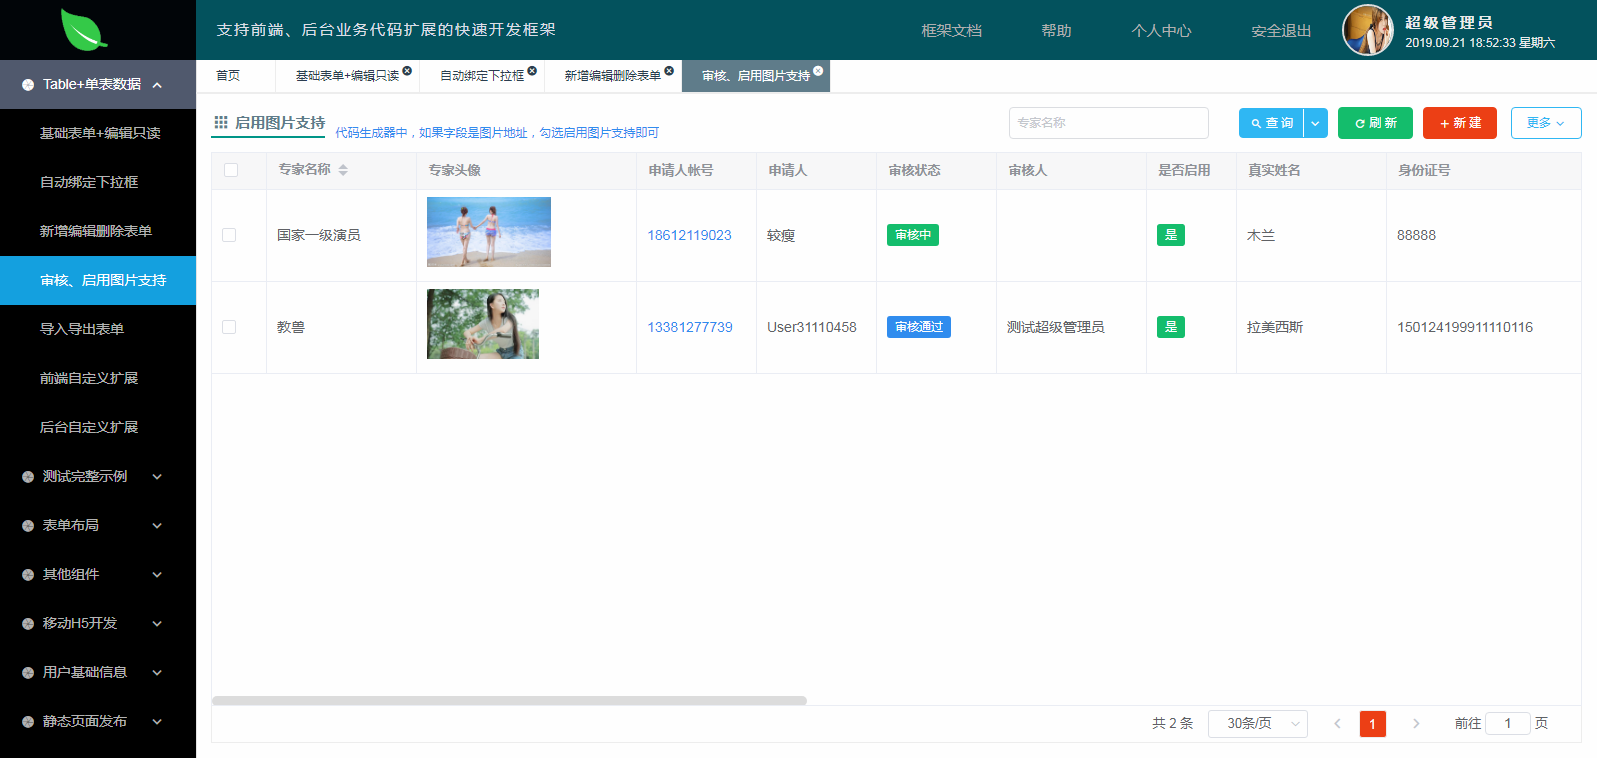 支持前端、后台业务代码扩展的快速开发框架
框架文档
帮助
个人中心
安全退出
超级管理员
2019.09.21 18:52:33 星期六
Table+单表数据
基础表单+编辑只读
自动绑定下拉框
新增编辑删除表单
审核、启用图片支持
导入导出表单
前端自定义扩展
后台自定义扩展
测试完整示例
表单布局
其他组件
移动H5开发
用户基础信息
静态页面发布
首页
基础表单+编辑只读
自动绑定下拉框
新增编辑删除表单
审核、启用图片支持
启用图片支持
代码生成器中，如果字段是图片地址，勾选启用图片支持即可
专家名称
查 询
刷 新
+ 新 建
更多
专家名称 专家头像 申请人帐号 申请人 审核状态 审核人 是否启用 真实姓名 身份证号
国家一级演员 18612119023 较瘦 审核中 是 木兰 88888
教兽 13381277739 User31110458 审核通过 测试超级管理员 是 拉美西斯 150124199911110116
共 2 条
30条/页
1
前往 1 页